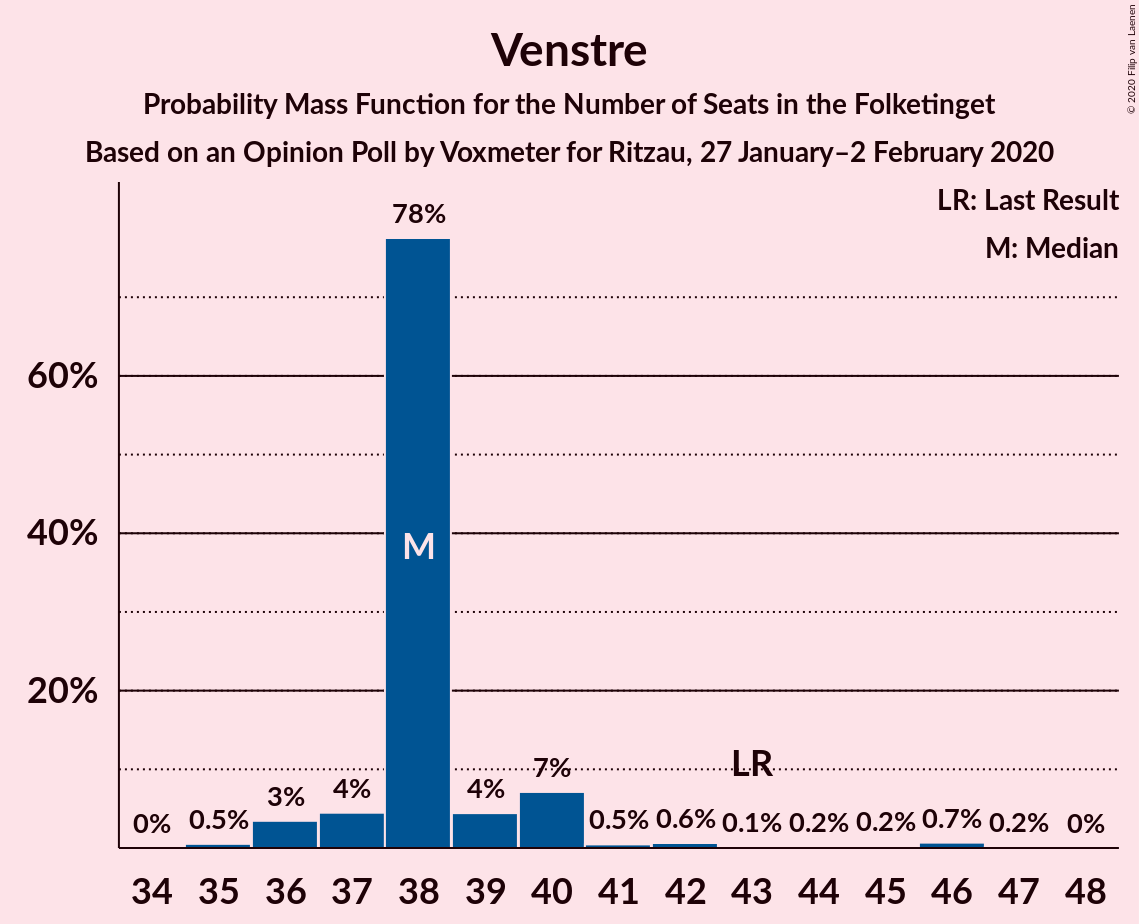 Venstre
Probability Mass Function for the Number of Seats in the Folketinget
Based on an Opinion Poll by Voxmeter for Ritzau, 27 January–2 February 2020
© 2020 Filip van Laenen
LR: Last Result
M: Median
60%
40%
20%
0%
0.5%
3%
4%
78%
4%
7%
0.5%
0.6%
0.1%
0.2%
0.2%
0.7%
0.2%
0%
M
LR
34 35 36 37 38 39 40 41 42 43 44 45 46 47 48